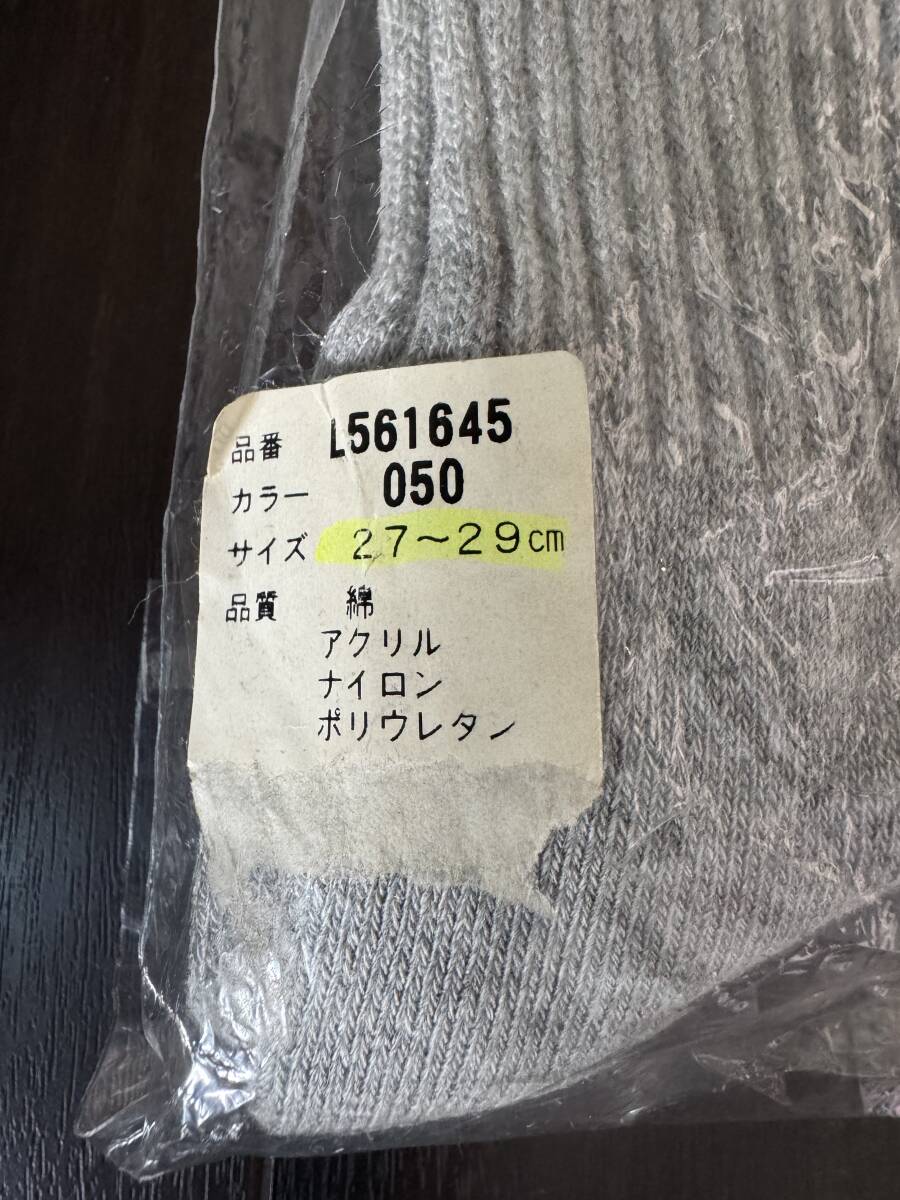 品番 L561645
カラー 050
サイズ 27～29cm
品質 綿
アクリル
ナイロン
ポリウレタン